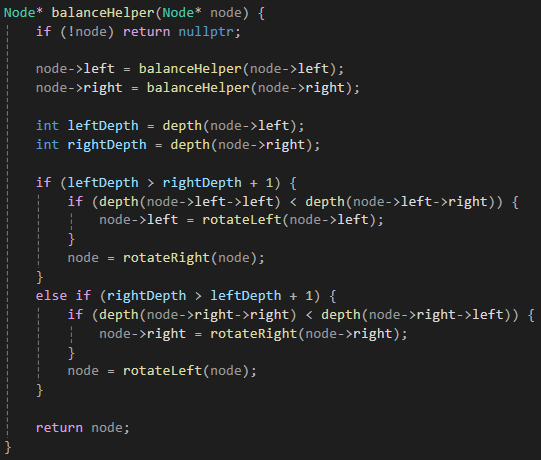 Node* balanceHelper(Node* node) {
    if (!node) return nullptr;

    node->left = balanceHelper(node->left);
    node->right = balanceHelper(node->right);

    int leftDepth = depth(node->left);
    int rightDepth = depth(node->right);

    if (leftDepth > rightDepth + 1) {
        if (depth(node->left->left) < depth(node->left->right)) {
            node->left = rotateLeft(node->left);
        }
        node = rotateRight(node);
    }
    else if (rightDepth > leftDepth + 1) {
        if (depth(node->right->right) < depth(node->right->left)) {
            node->right = rotateRight(node->right);
        }
        node = rotateLeft(node);
    }

    return node;
}